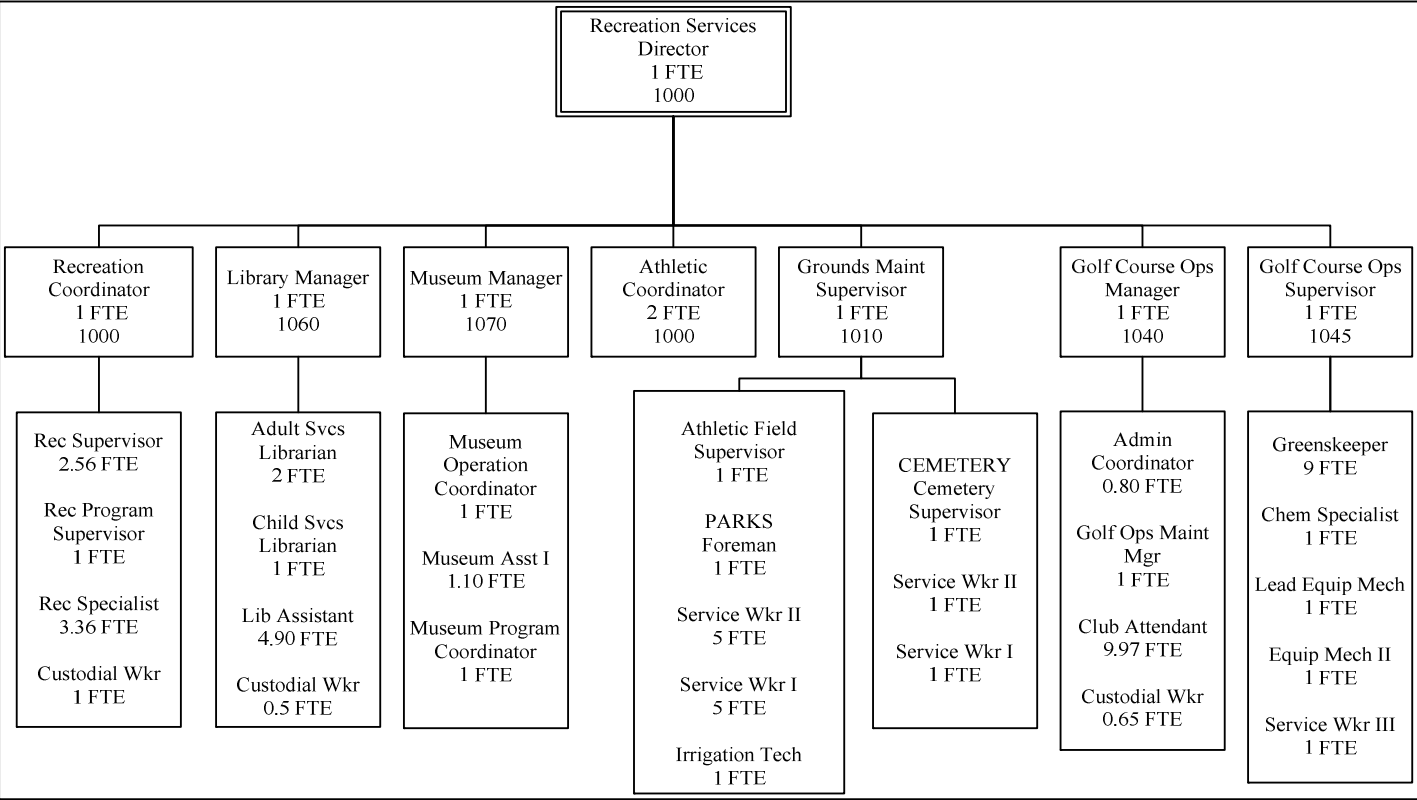 Recreation Services
Director
1 FTE
1000
Recreation
Coordinator
1 FTE
1000
Library Manager
1 FTE
1060
Museum Manager
1 FTE
1070
Athletic
Coordinator
2 FTE
1000
Grounds Maint
Supervisor
1 FTE
1010
Golf Course Ops
Manager
1 FTE
1040
Golf Course Ops
Supervisor
1 FTE
1045
Rec Supervisor
2.56 FTE
Rec Program
Supervisor
1 FTE
Rec Specialist
3.36 FTE
Custodial Wkr
1 FTE
Adult Svcs
Librarian
2 FTE
Child Svcs
Librarian
1 FTE
Lib Assistant
4.90 FTE
Custodial Wkr
0.5 FTE
Museum
Operation
Coordinator
1 FTE
Museum Asst I
1.10 FTE
Museum Program
Coordinator
1 FTE
Athletic Field
Supervisor
1 FTE
PARKS
Foreman
1 FTE
Service Wkr II
5 FTE
Service Wkr I
5 FTE
Irrigation Tech
1 FTE
CEMETERY
Cemetery
Supervisor
1 FTE
Service Wkr II
1 FTE
Service Wkr I
1 FTE
Admin
Coordinator
0.80 FTE
Golf Ops Maint
Mgr
1 FTE
Club Attendant
9.97 FTE
Custodial Wkr
0.65 FTE
Greenskeeper
9 FTE
Chem Specialist
1 FTE
Lead Equip Mech
1 FTE
Equip Mech II
1 FTE
Service Wkr III
1 FTE